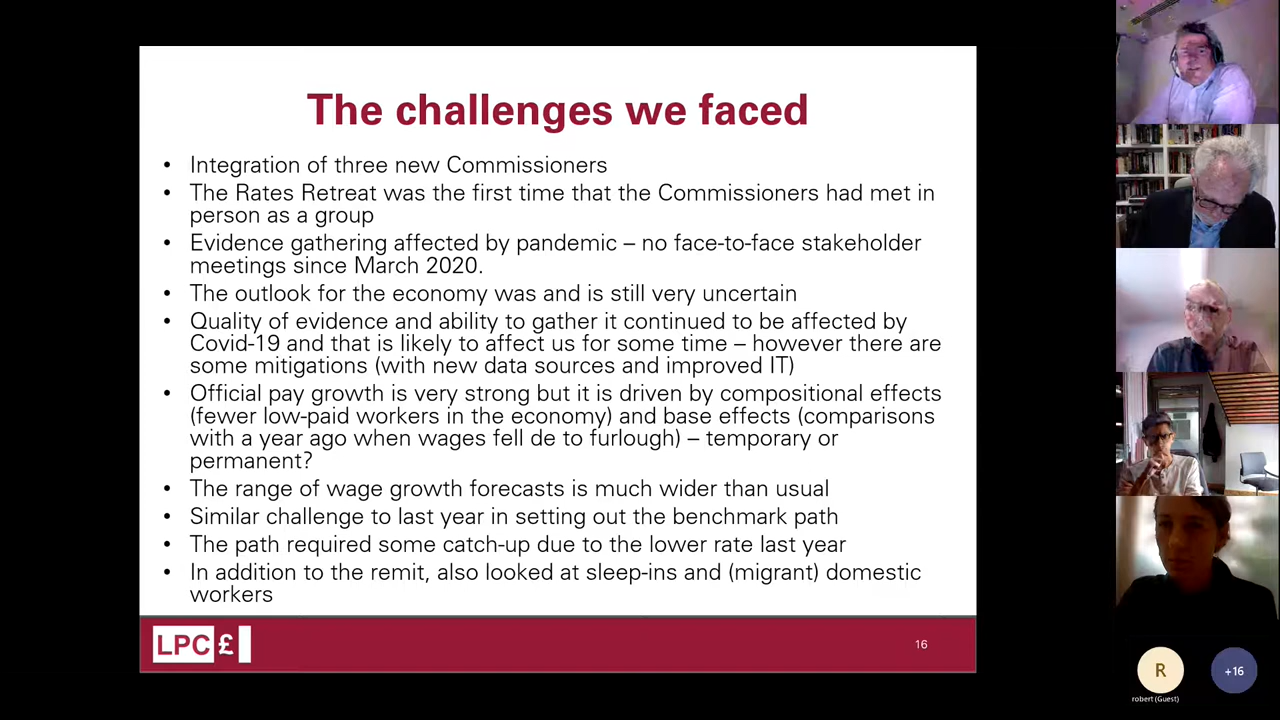 The challenges we faced
• Integration of three new Commissioners
• The Rates Retreat was the first time that the Commissioners had met in
person as a group
• Evidence gathering affected by pandemic – no face-to-face stakeholder
meetings since March 2020.
• The outlook for the economy was and is still very uncertain
• Quality of evidence and ability to gather it continued to be affected by
Covid-19 and that is likely to affect us for some time – however there are
some mitigations (with new data sources and improved IT)
• Official pay growth is very strong but it is driven by compositional effects
(fewer low-paid workers in the economy) and base effects (comparisons
with a year ago when wages fell de to furlough) – temporary or
permanent?
• The range of wage growth forecasts is much wider than usual
• Similar challenge to last year in setting out the benchmark path
• The path required some catch-up due to the lower rate last year
• In addition to the remit, also looked at sleep-ins and (migrant) domestic
workers
LPC £
16
R
+16
robert (Guest)